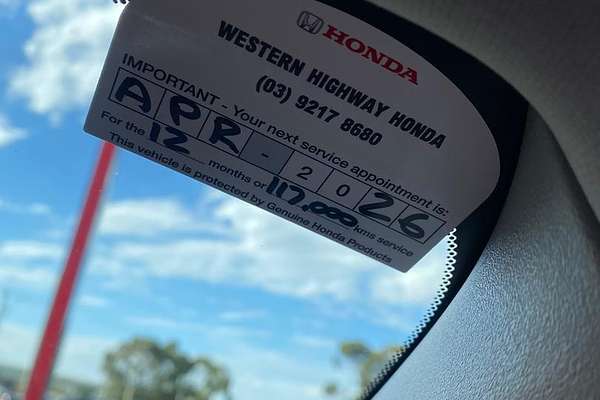 HONDA
WESTERN HIGHWAY HONDA
(03) 9217 8680
IMPORTANT - Your next service appointment is:
APR-2026
For the 12 months or 117,000 kms service
This vehicle is protected by Genuine Honda Products